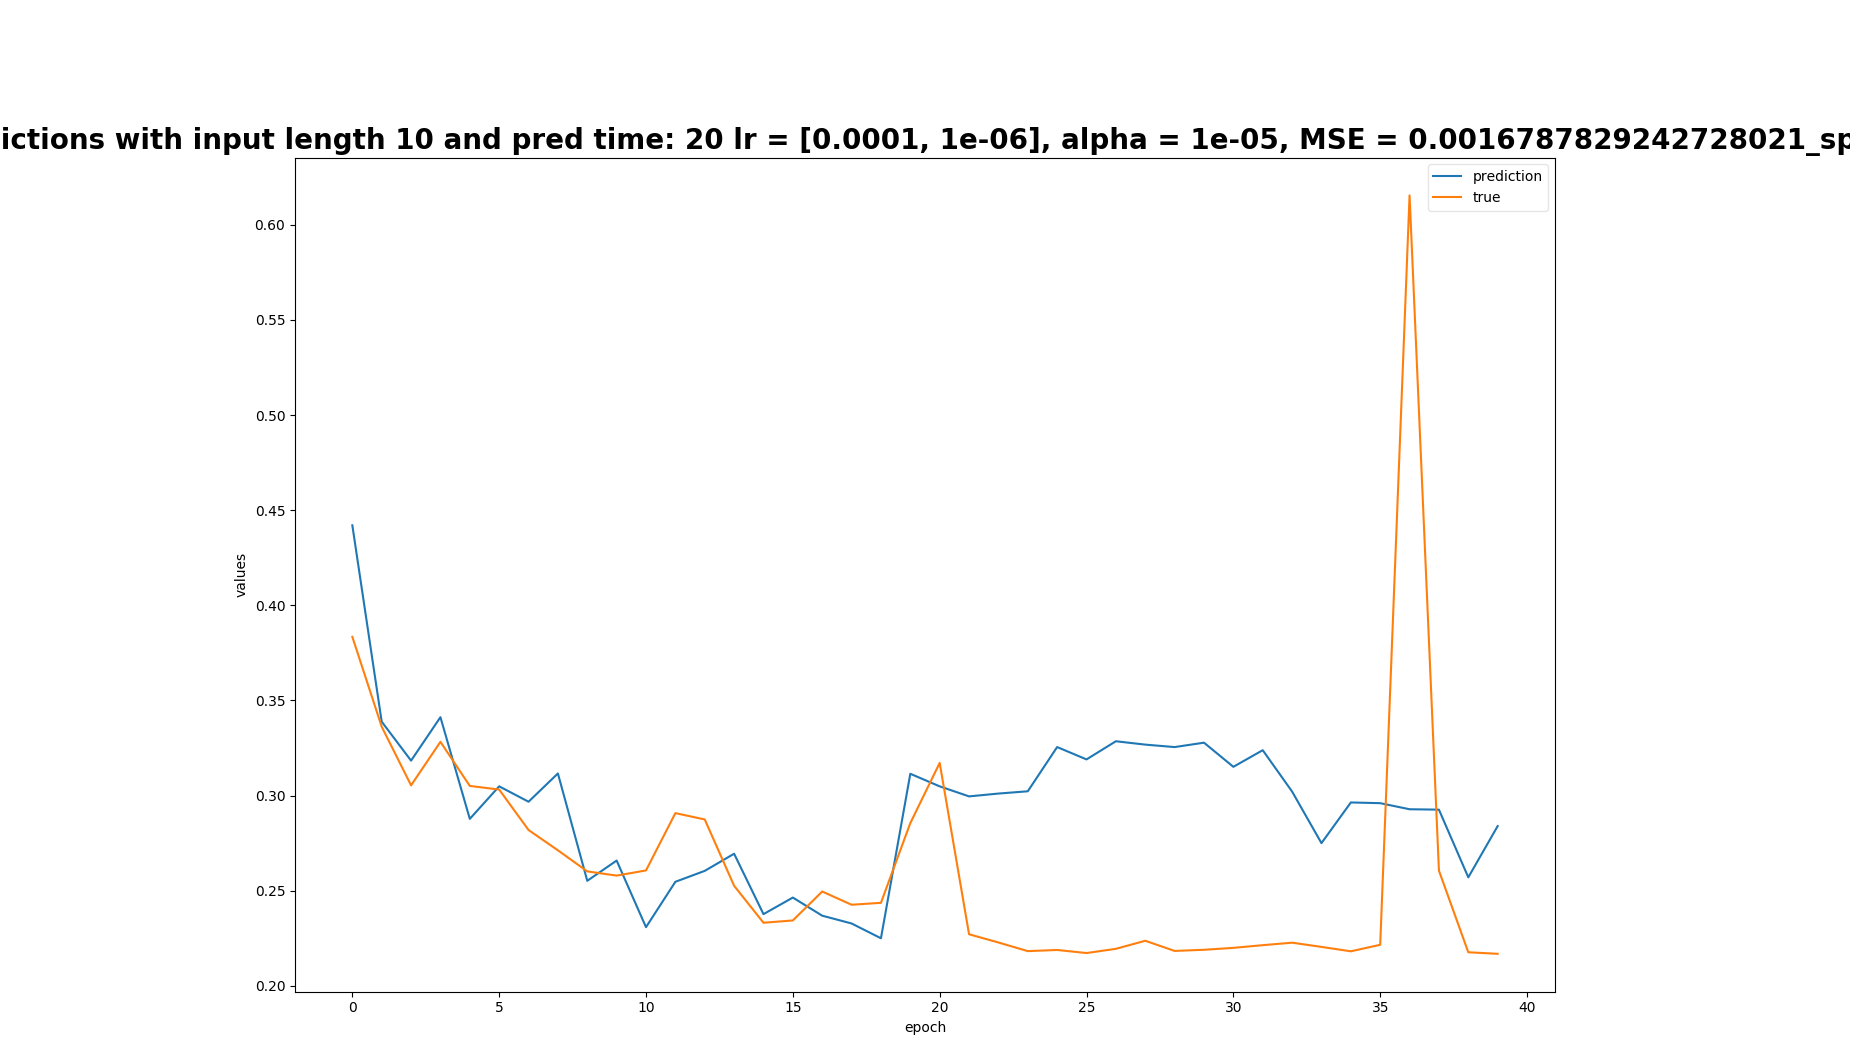 ictions with input length 10 and pred time: 20 lr = [0.0001, 1e-06], alpha = 1e-05, MSE = 0.0016787829242728021_sp
prediction
true
0.60
0.55
0.50
0.45
0.40
0.35
0.30
0.25
0.20
values
0 5 10 15 20 25 30 35 40
epoch